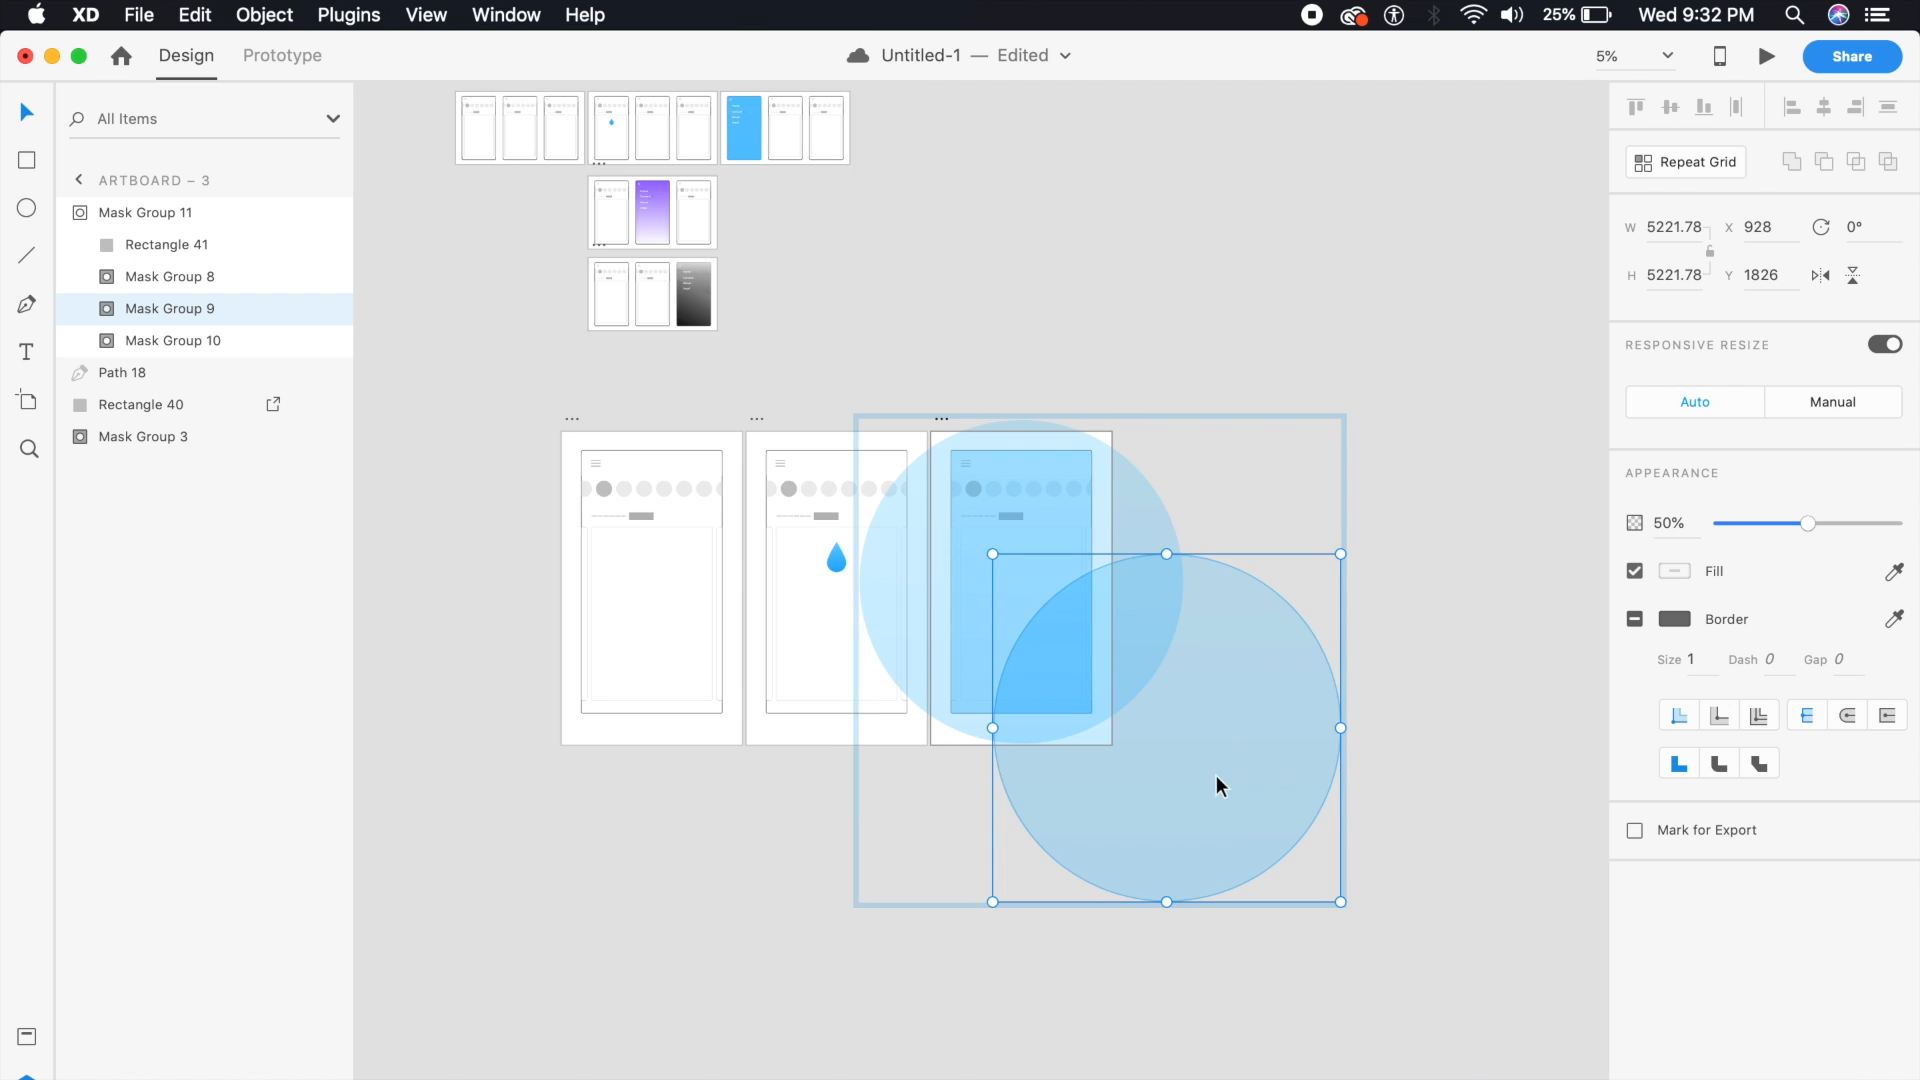 XD File Edit Object Plugins View Window Help 25% Wed 9:32 PM
Design Prototype Untitled-1 — Edited 5% Share
All Items
ARTBOARD – 3
Mask Group 11
Rectangle 41
Mask Group 8
Mask Group 9
Mask Group 10
Path 18
Rectangle 40
Mask Group 3
Repeat Grid
W 5221.78 X 928 0°
H 5221.78 Y 1826
RESPONSIVE RESIZE
Auto Manual
APPEARANCE
50%
Fill
Border
Size 1 Dash 0 Gap 0
Mark for Export